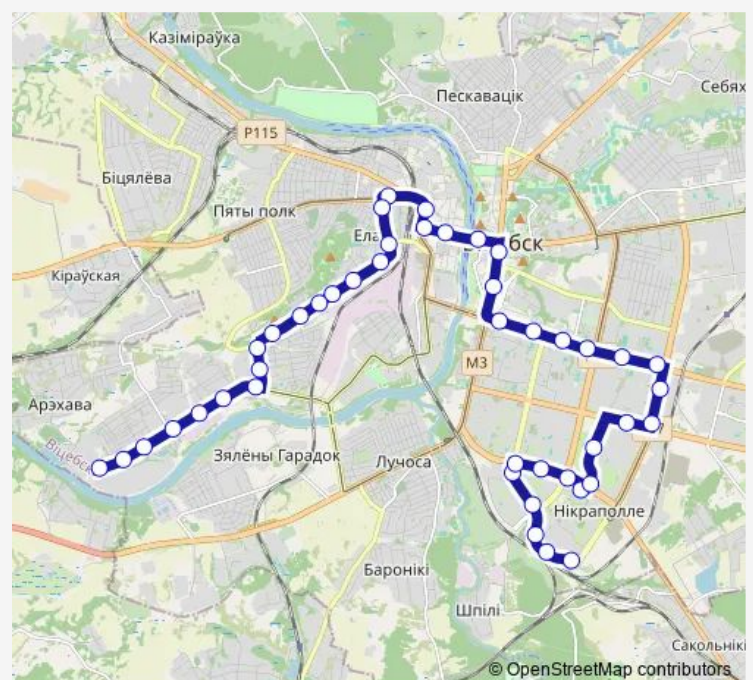 Казіміраўка
Пескавацік
Себях
Р115
Біцялёва
Пяты полк
Ела
бск
Кіраўская
М3
Арэхава
Віцебск
Зялёны Гарадок
Лучоса
Нікраполле
Баронікі
Шпілі
Сакольнікі
© OpenStreetMap contributors